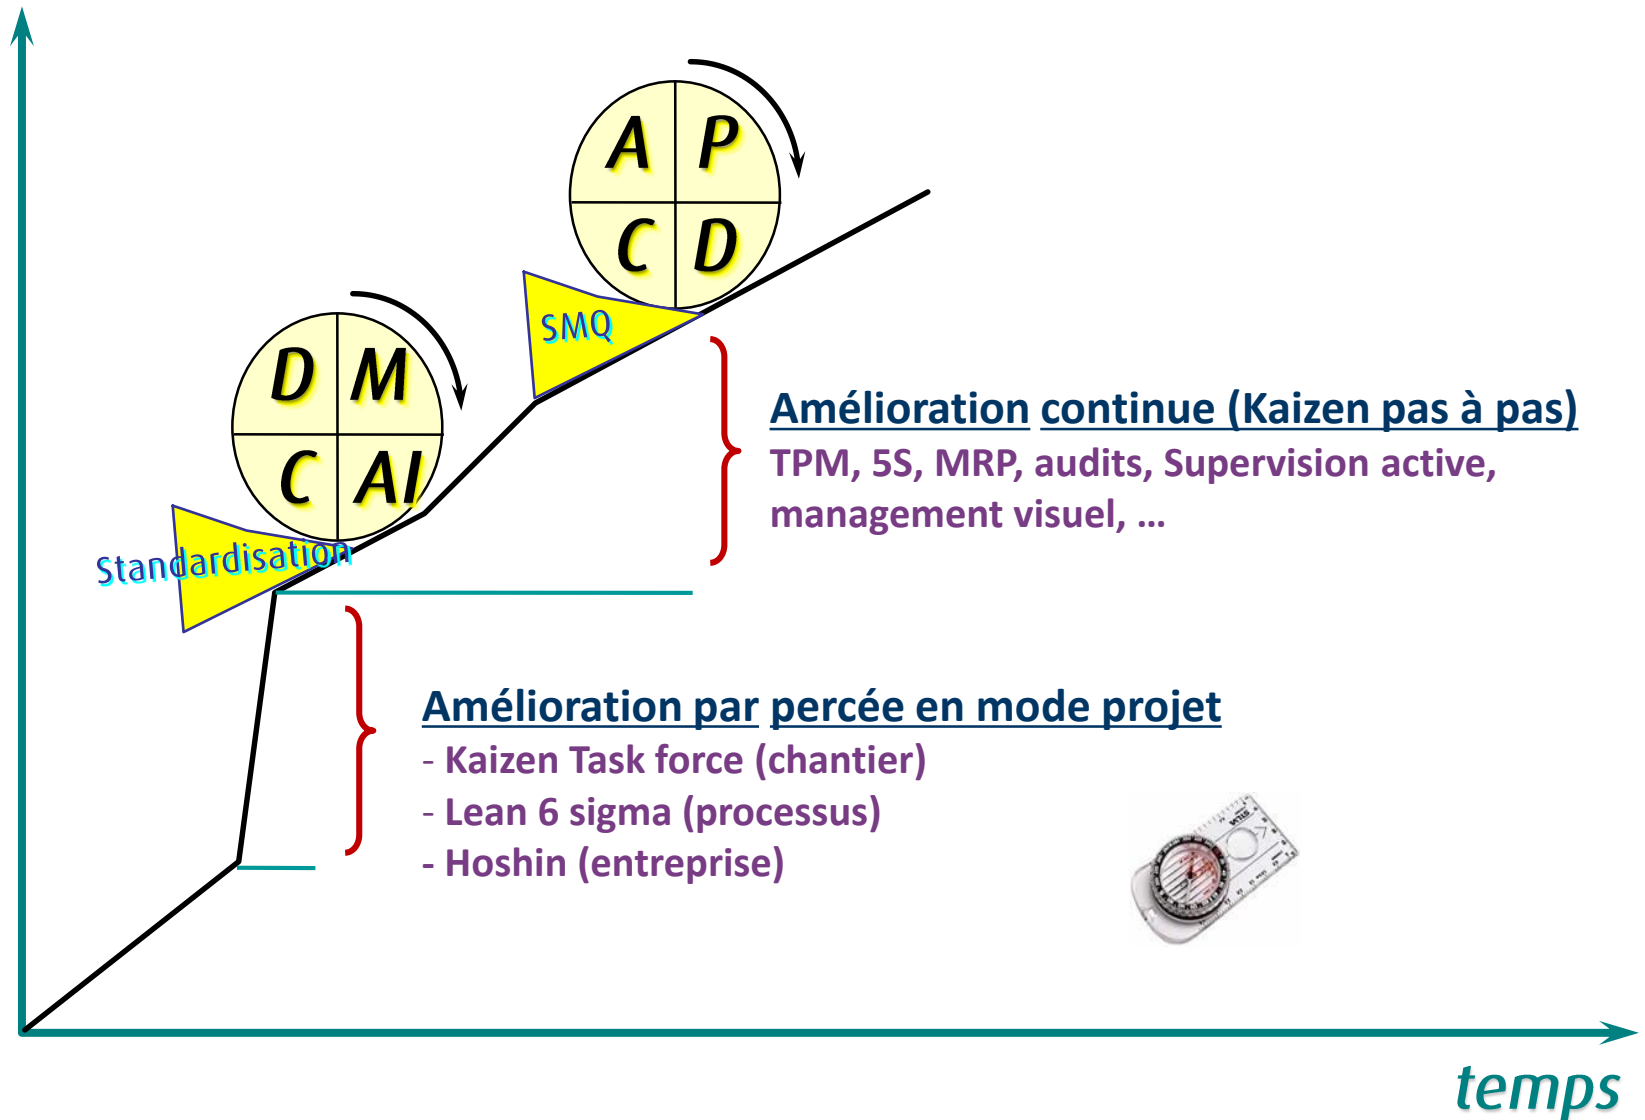 A P
C D
SMQ
D M
C AI
Standardisation
Amélioration continue (Kaizen pas à pas)
TPM, 5S, MRP, audits, Supervision active,
management visuel, ...
Amélioration par percée en mode projet
- Kaizen Task force (chantier)
- Lean 6 sigma (processus)
- Hoshin (entreprise)
temps